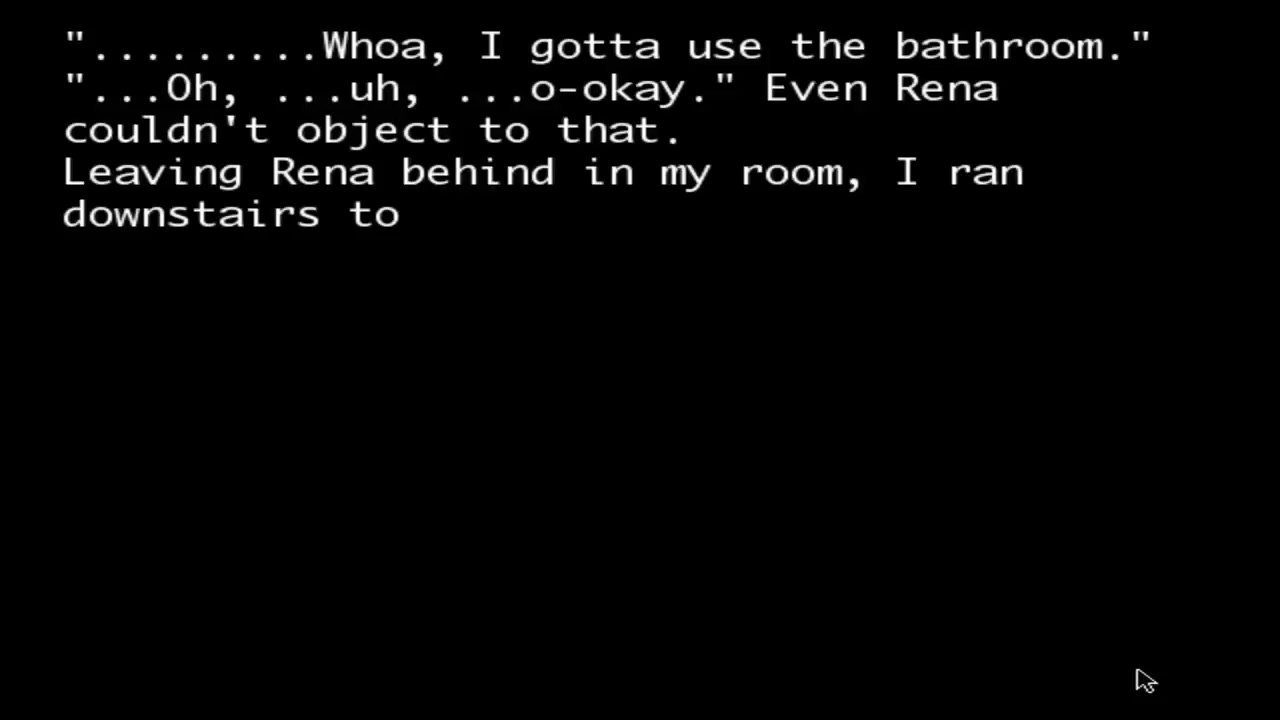 ".........Whoa, I gotta use the bathroom."
"...Oh, ...uh, ...o-okay." Even Rena
couldn't object to that.
Leaving Rena behind in my room, I ran
downstairs to